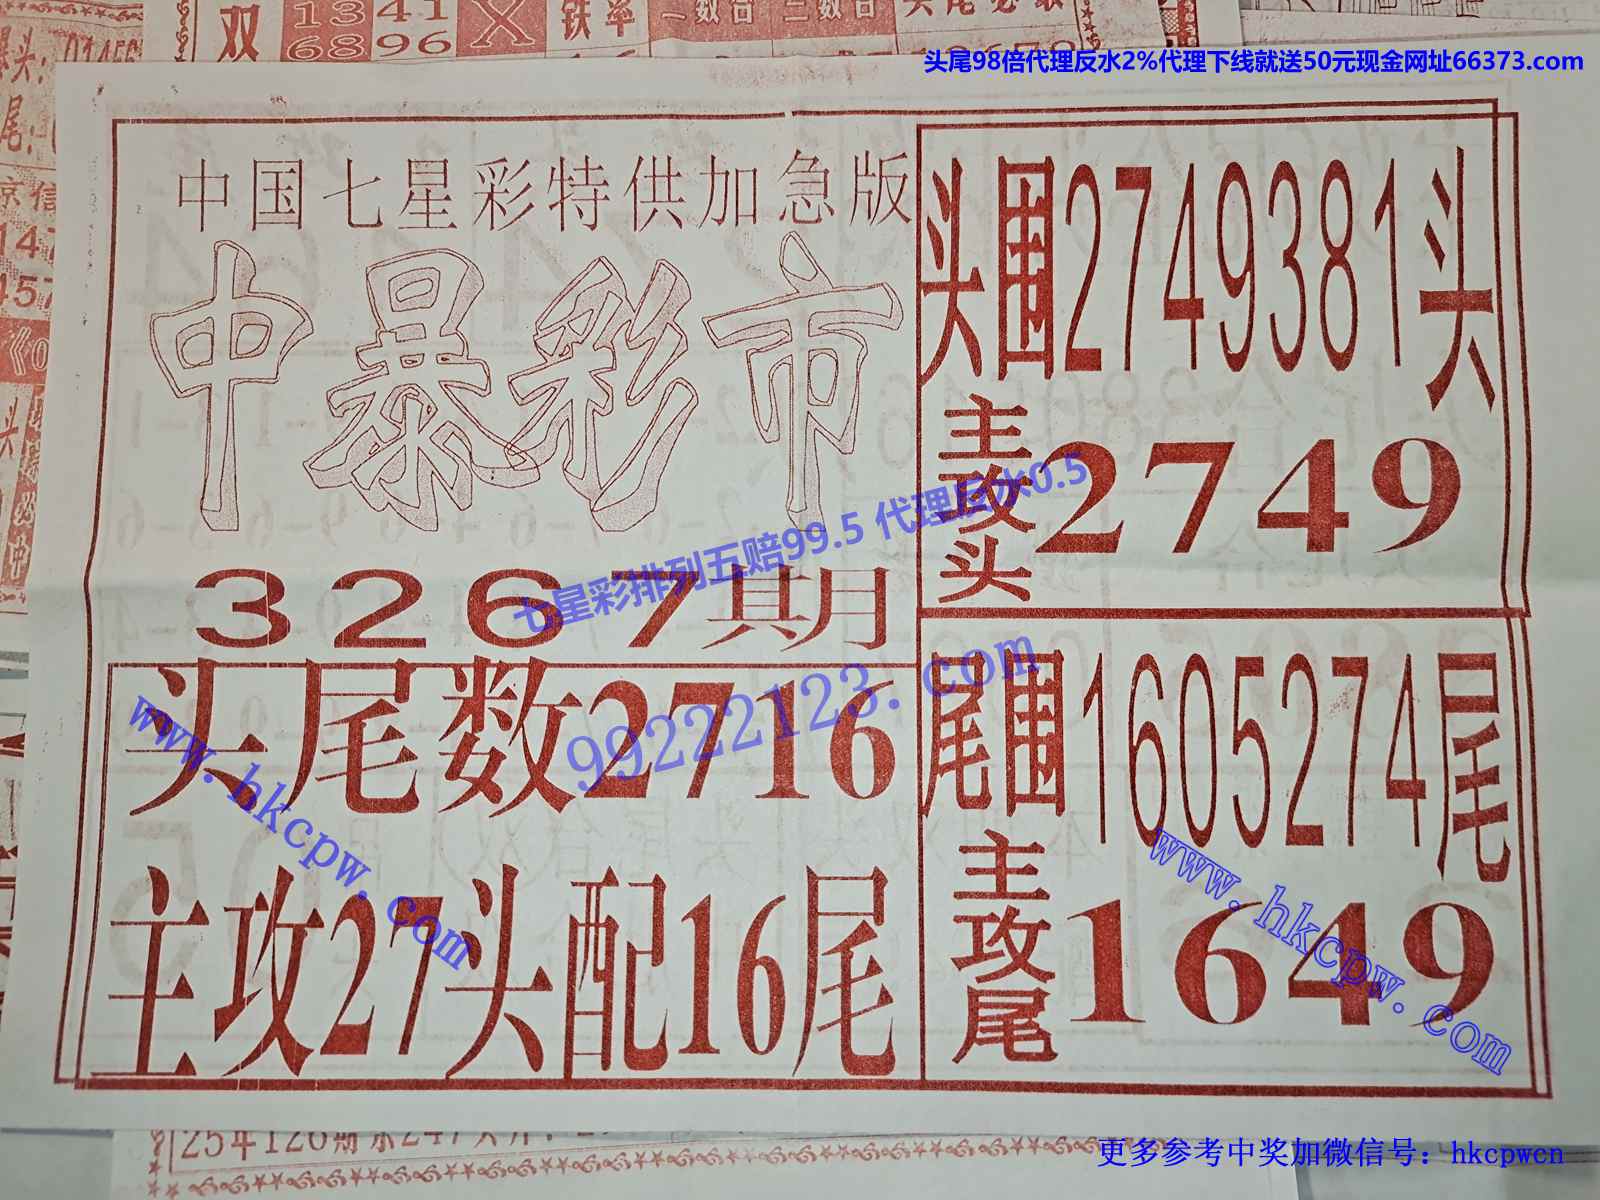 双
1341
6896
X
头尾98倍代理反水2%代理下线就送50元现金网址66373.com
中国七星彩特供加急版
中暴彩市
3267期
头尾数2716
主攻27头配16尾
头围2749381头
主攻头2749
尾围1605274尾
主攻尾1649
七星彩排列五赔99.5 代理反水0.5
99222123.com
www.hkcpw.com
www.hkcpw.com
更多参考中奖加微信号：hkcpwcn